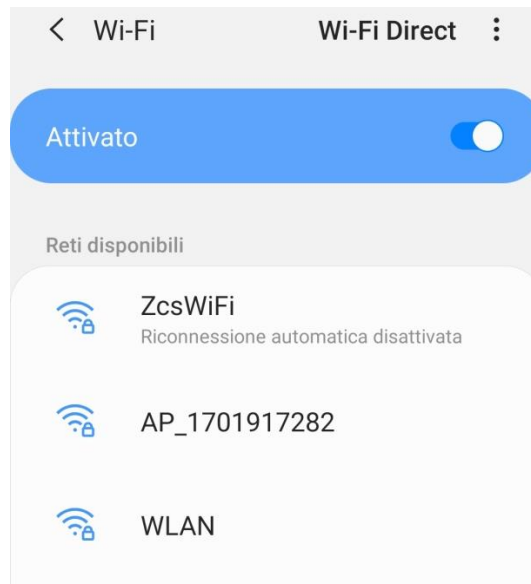 Wi-Fi Wi-Fi Direct
Attivato
Reti disponibili
ZcsWiFi
Riconnessione automatica disattivata
AP_1701917282
WLAN